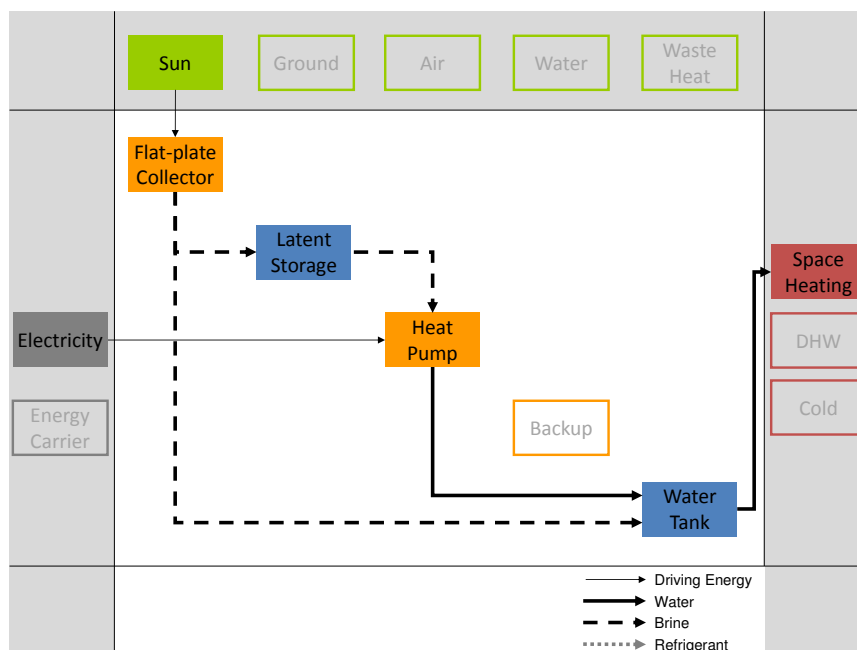 Sun
Ground
Air
Water
Waste
Heat
Flat-plate
Collector
Latent
Storage
Space
Heating
Electricity
Heat
Pump
DHW
Energy
Carrier
Backup
Cold
Water
Tank
Driving Energy
Water
Brine
Refrigerant